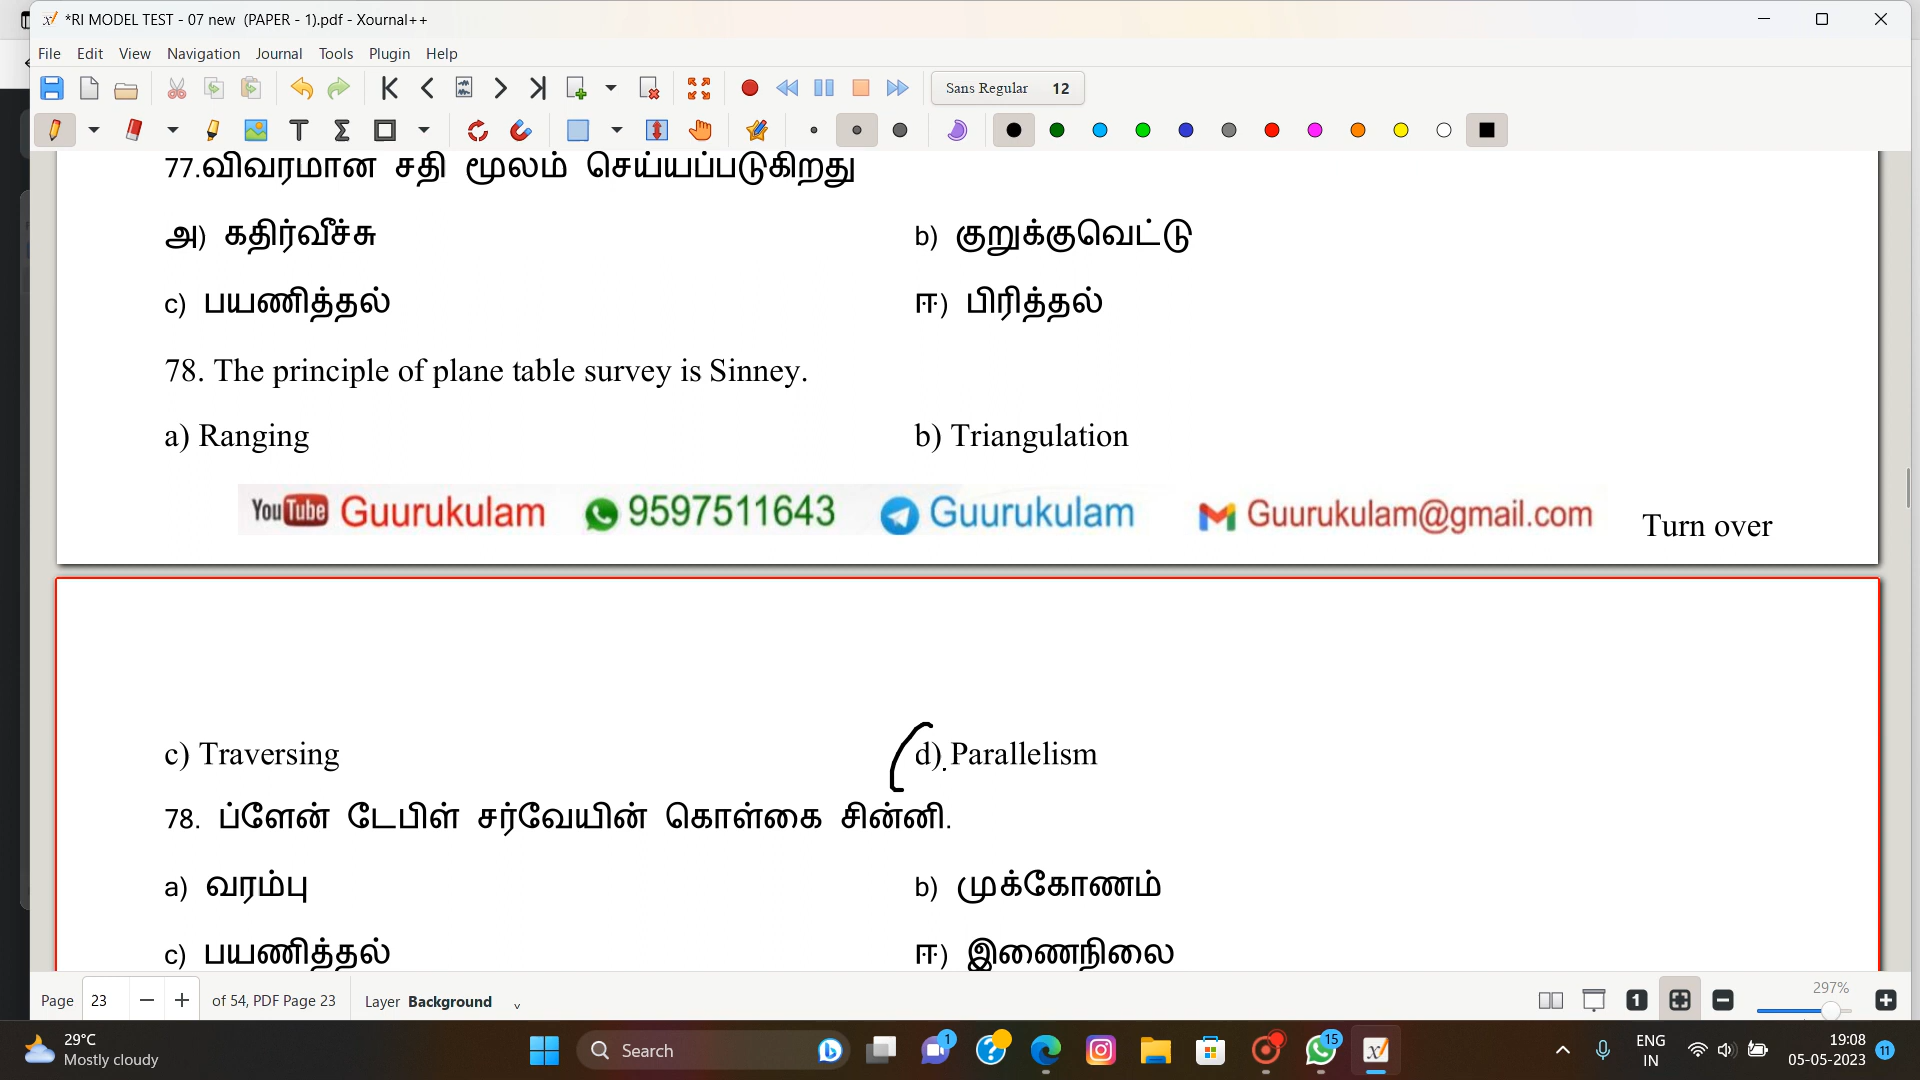 *RI MODEL TEST - 07 new (PAPER - 1).pdf - Xournal++
File Edit View Navigation Journal Tools Plugin Help
Sans Regular 12
77.விவரமான சதி மூலம் செய்யப்படுகிறது
அ) கதிர்வீச்சு b) குறுக்குவெட்டு
c) பயணித்தல் ஈ) பிரித்தல்
78. The principle of plane table survey is Sinney.
a) Ranging b) Triangulation
YouTube Guurukulam 9597511643 Guurukulam Guurukulam@gmail.com Turn over
c) Traversing d) Parallelism
78. ப்ளேன் டேபிள் சர்வேயின் கொள்கை சின்னி.
a) வரம்பு b) முக்கோணம்
c) பயணித்தல் ஈ) இணைநிலை
Page 23 of 54, PDF Page 23 Layer Background 297%
29°C
Mostly cloudy
Search
1
15
ENG
IN
19:08
05-05-2023
11